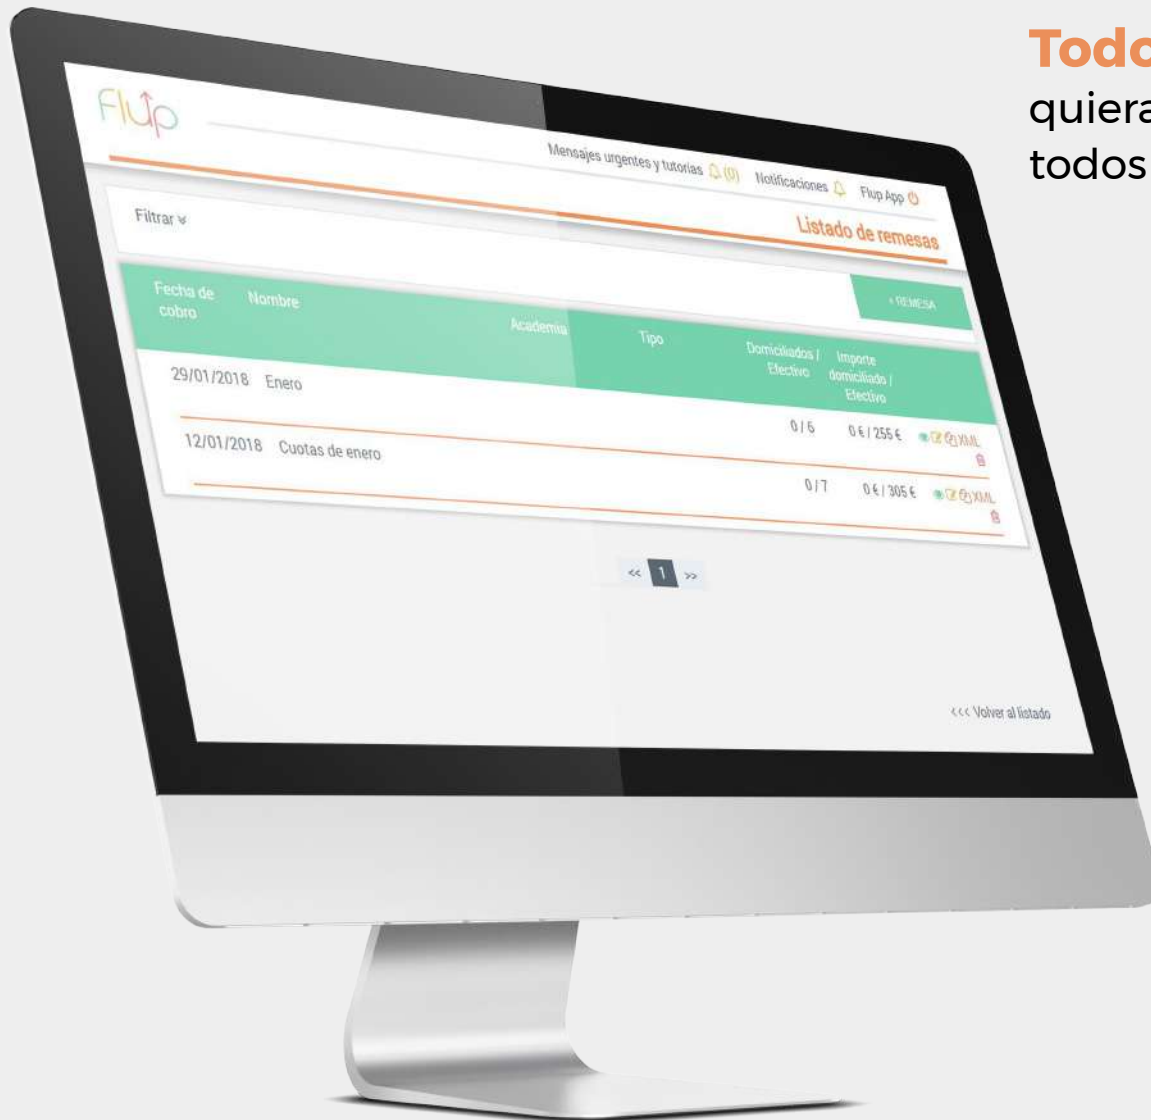 Todo
quiera
todos
Flup
Mensajes urgentes y tutorías (0) Notificaciones Flup App
Listado de remesas
Filtrar
+ REMESA
Fecha de cobro Nombre Academia Tipo Domiciliados / Efectivo Importe domiciliado / Efectivo
29/01/2018 Enero 0 / 6 0 € / 255 € XML
12/01/2018 Cuotas de enero 0 / 7 0 € / 305 € XML
<< 1 >>
<<< Volver al listado